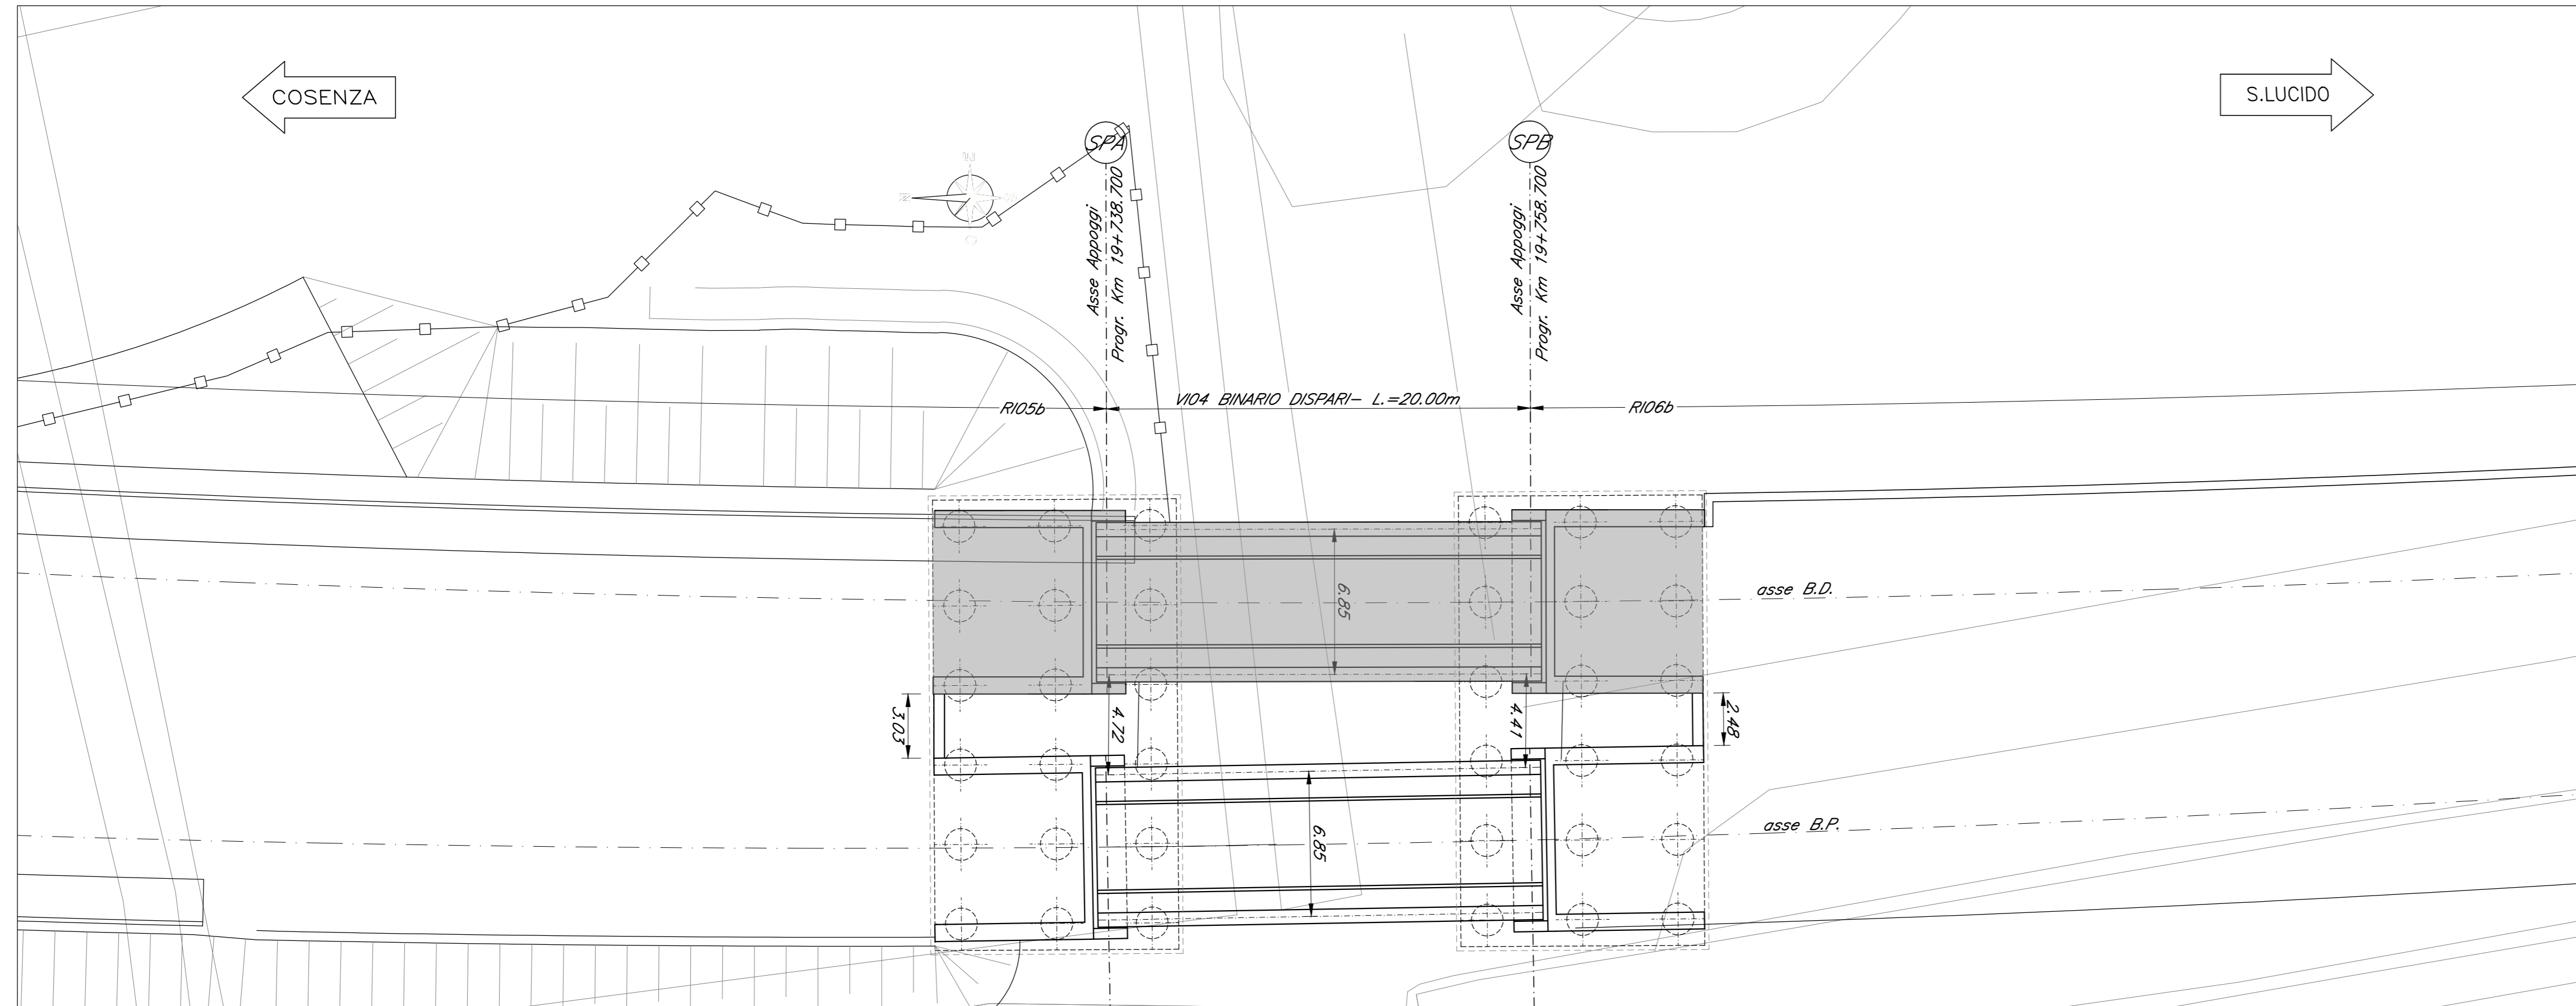 COSENZA
S.LUCIDO
SPA
SPB
Asse Appoggi
Progr. Km 19+738.700
Asse Appoggi
Progr. Km 19+758.700
RI05b
VI04 BINARIO DISPARI- L.=20.00m
RI06b
6.85
asse B.D.
3.03
4.72
4.41
2.48
6.85
asse B.P.